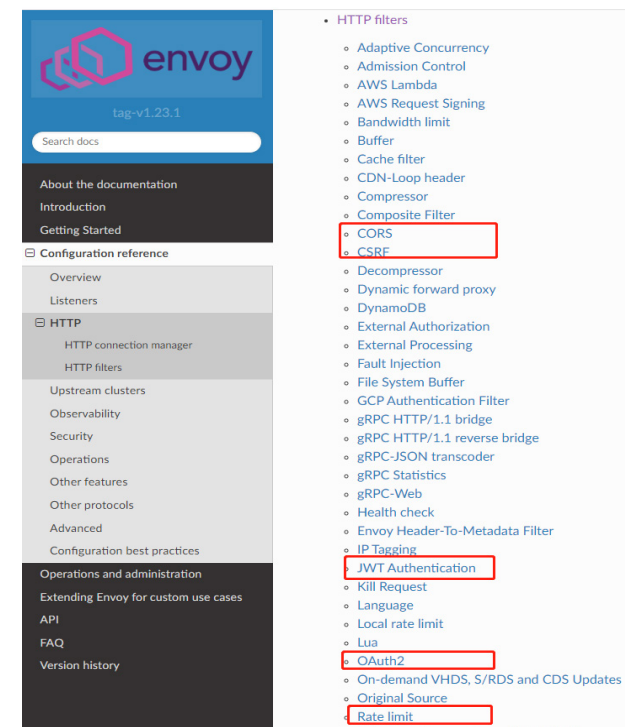 envoy
tag-v1.23.1
Search docs
About the documentation
Introduction
Getting Started
Configuration reference
Overview
Listeners
HTTP
HTTP connection manager
HTTP filters
Upstream clusters
Observability
Security
Operations
Other features
Other protocols
Advanced
Configuration best practices
Operations and administration
Extending Envoy for custom use cases
API
FAQ
Version history
HTTP filters
Adaptive Concurrency
Admission Control
AWS Lambda
AWS Request Signing
Bandwidth limit
Buffer
Cache filter
CDN-Loop header
Compressor
Composite Filter
CORS
CSRF
Decompressor
Dynamic forward proxy
DynamoDB
External Authorization
External Processing
Fault Injection
File System Buffer
GCP Authentication Filter
gRPC HTTP/1.1 bridge
gRPC HTTP/1.1 reverse bridge
gRPC-JSON transcoder
gRPC Statistics
gRPC-Web
Health check
Envoy Header-To-Metadata Filter
IP Tagging
JWT Authentication
Kill Request
Language
Local rate limit
Lua
OAuth2
On-demand VHDS, S/RDS and CDS Updates
Original Source
Rate limit